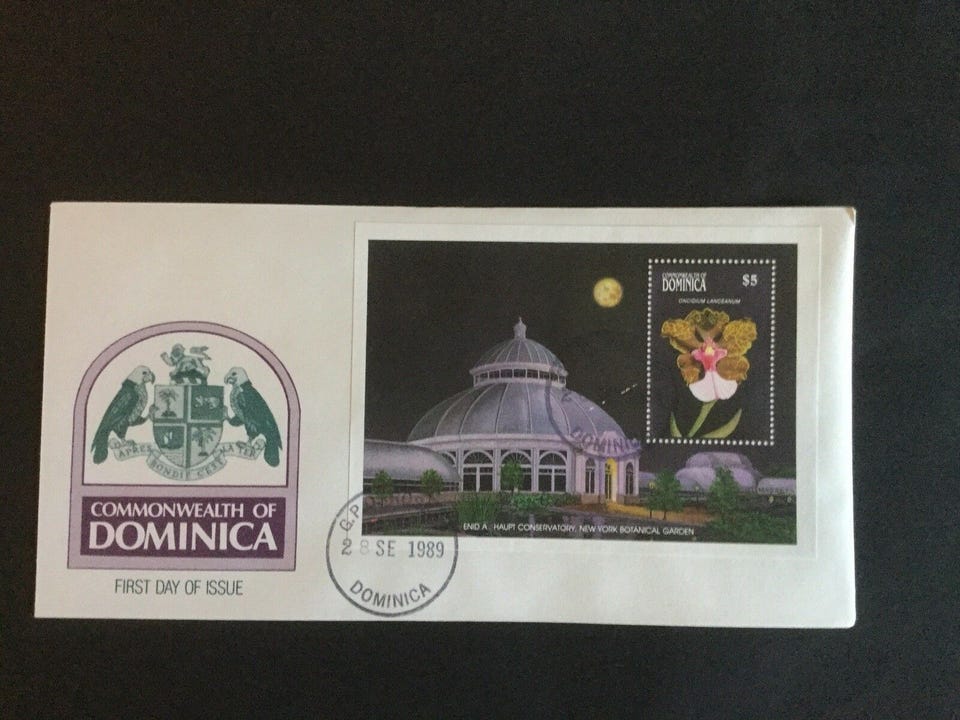 COMMONWEALTH OF
DOMINICA
$5
ONCIDIUM LANCEANUM
APRES BONDIE C'EST LA TER
COMMONWEALTH OF
DOMINICA
FIRST DAY OF ISSUE
ENID A. HAUPT CONSERVATORY, NEW YORK BOTANICAL GARDEN
DOMINIC
G.P
28 SE 1989
DOMINICA